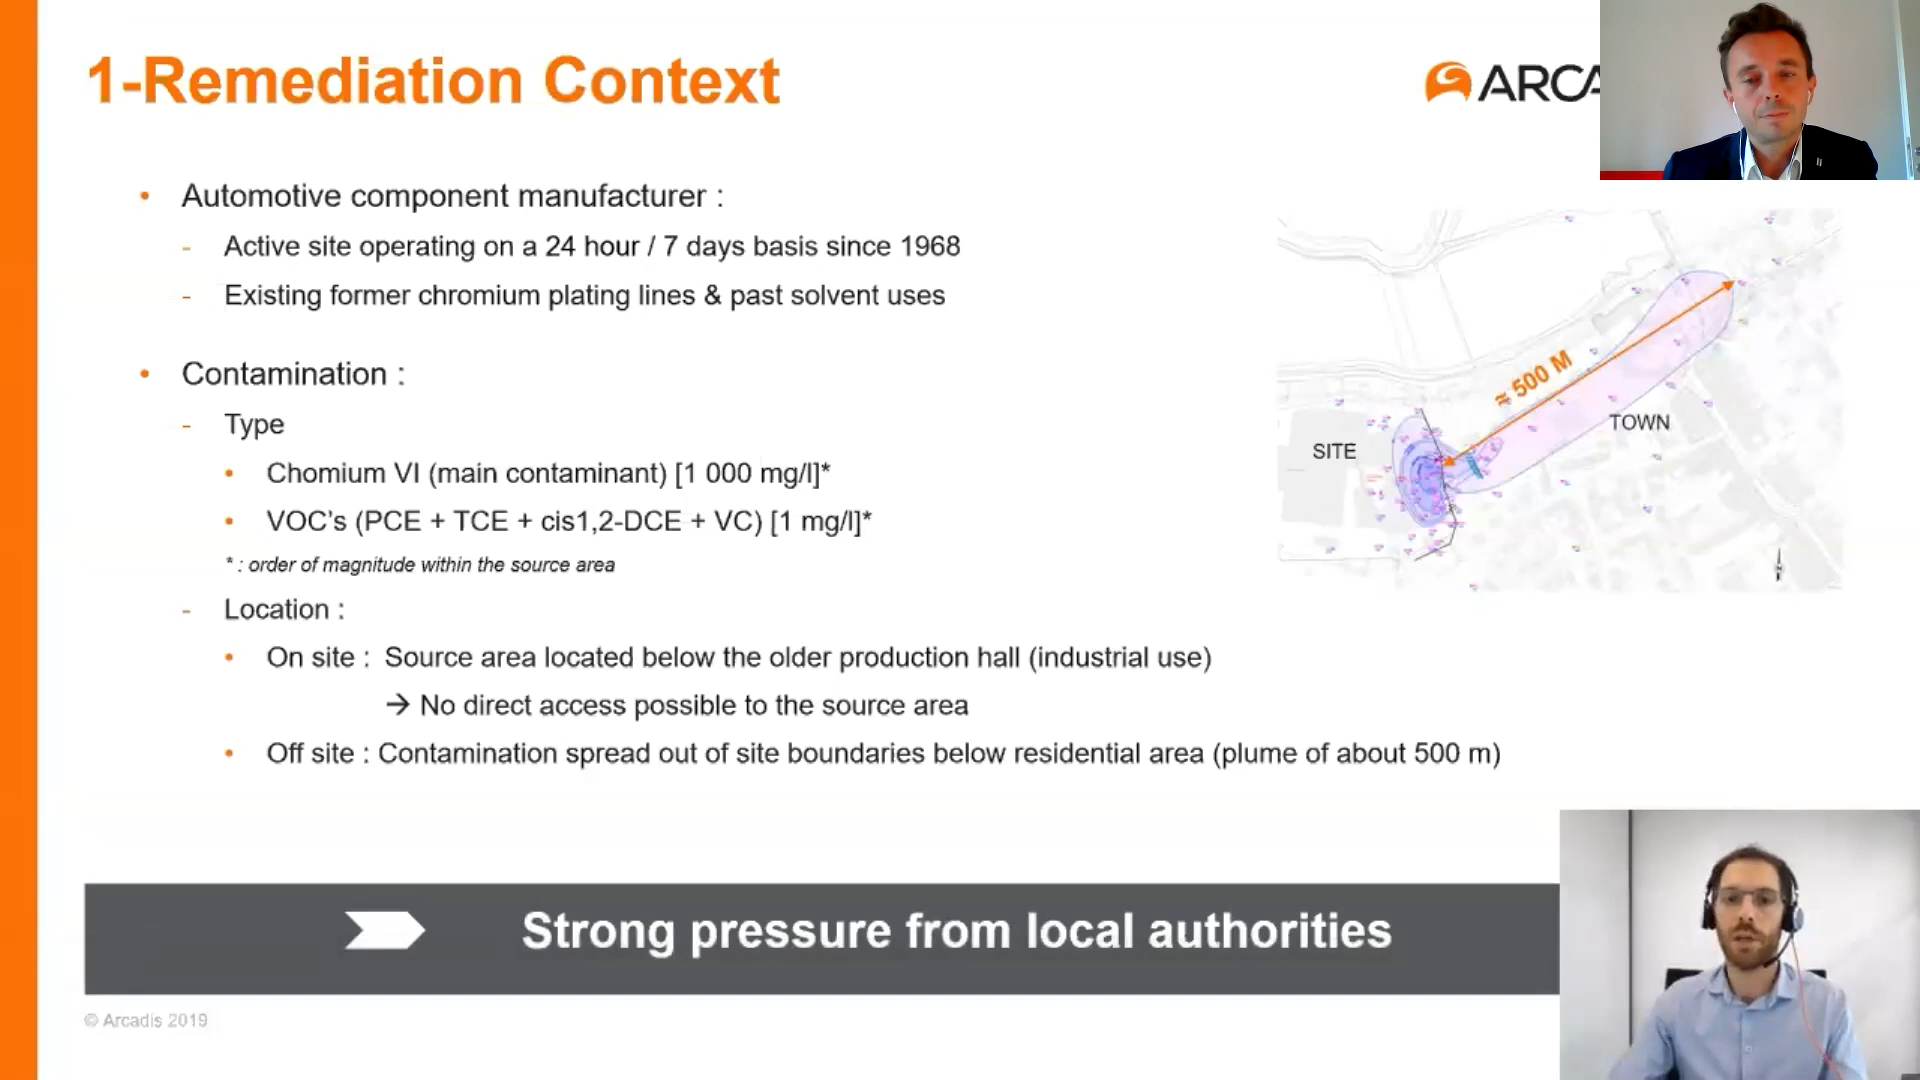 1-Remediation Context
ARCA
• Automotive component manufacturer :
- Active site operating on a 24 hour / 7 days basis since 1968
- Existing former chromium plating lines & past solvent uses
• Contamination :
- Type
• Chomium VI (main contaminant) [1 000 mg/l]*
• VOC's (PCE + TCE + cis1,2-DCE + VC) [1 mg/l]*
* : order of magnitude within the source area
- Location :
• On site : Source area located below the older production hall (industrial use)
→ No direct access possible to the source area
• Off site : Contamination spread out of site boundaries below residential area (plume of about 500 m)
≈ 500 M
TOWN
SITE
Strong pressure from local authorities
© Arcadis 2019